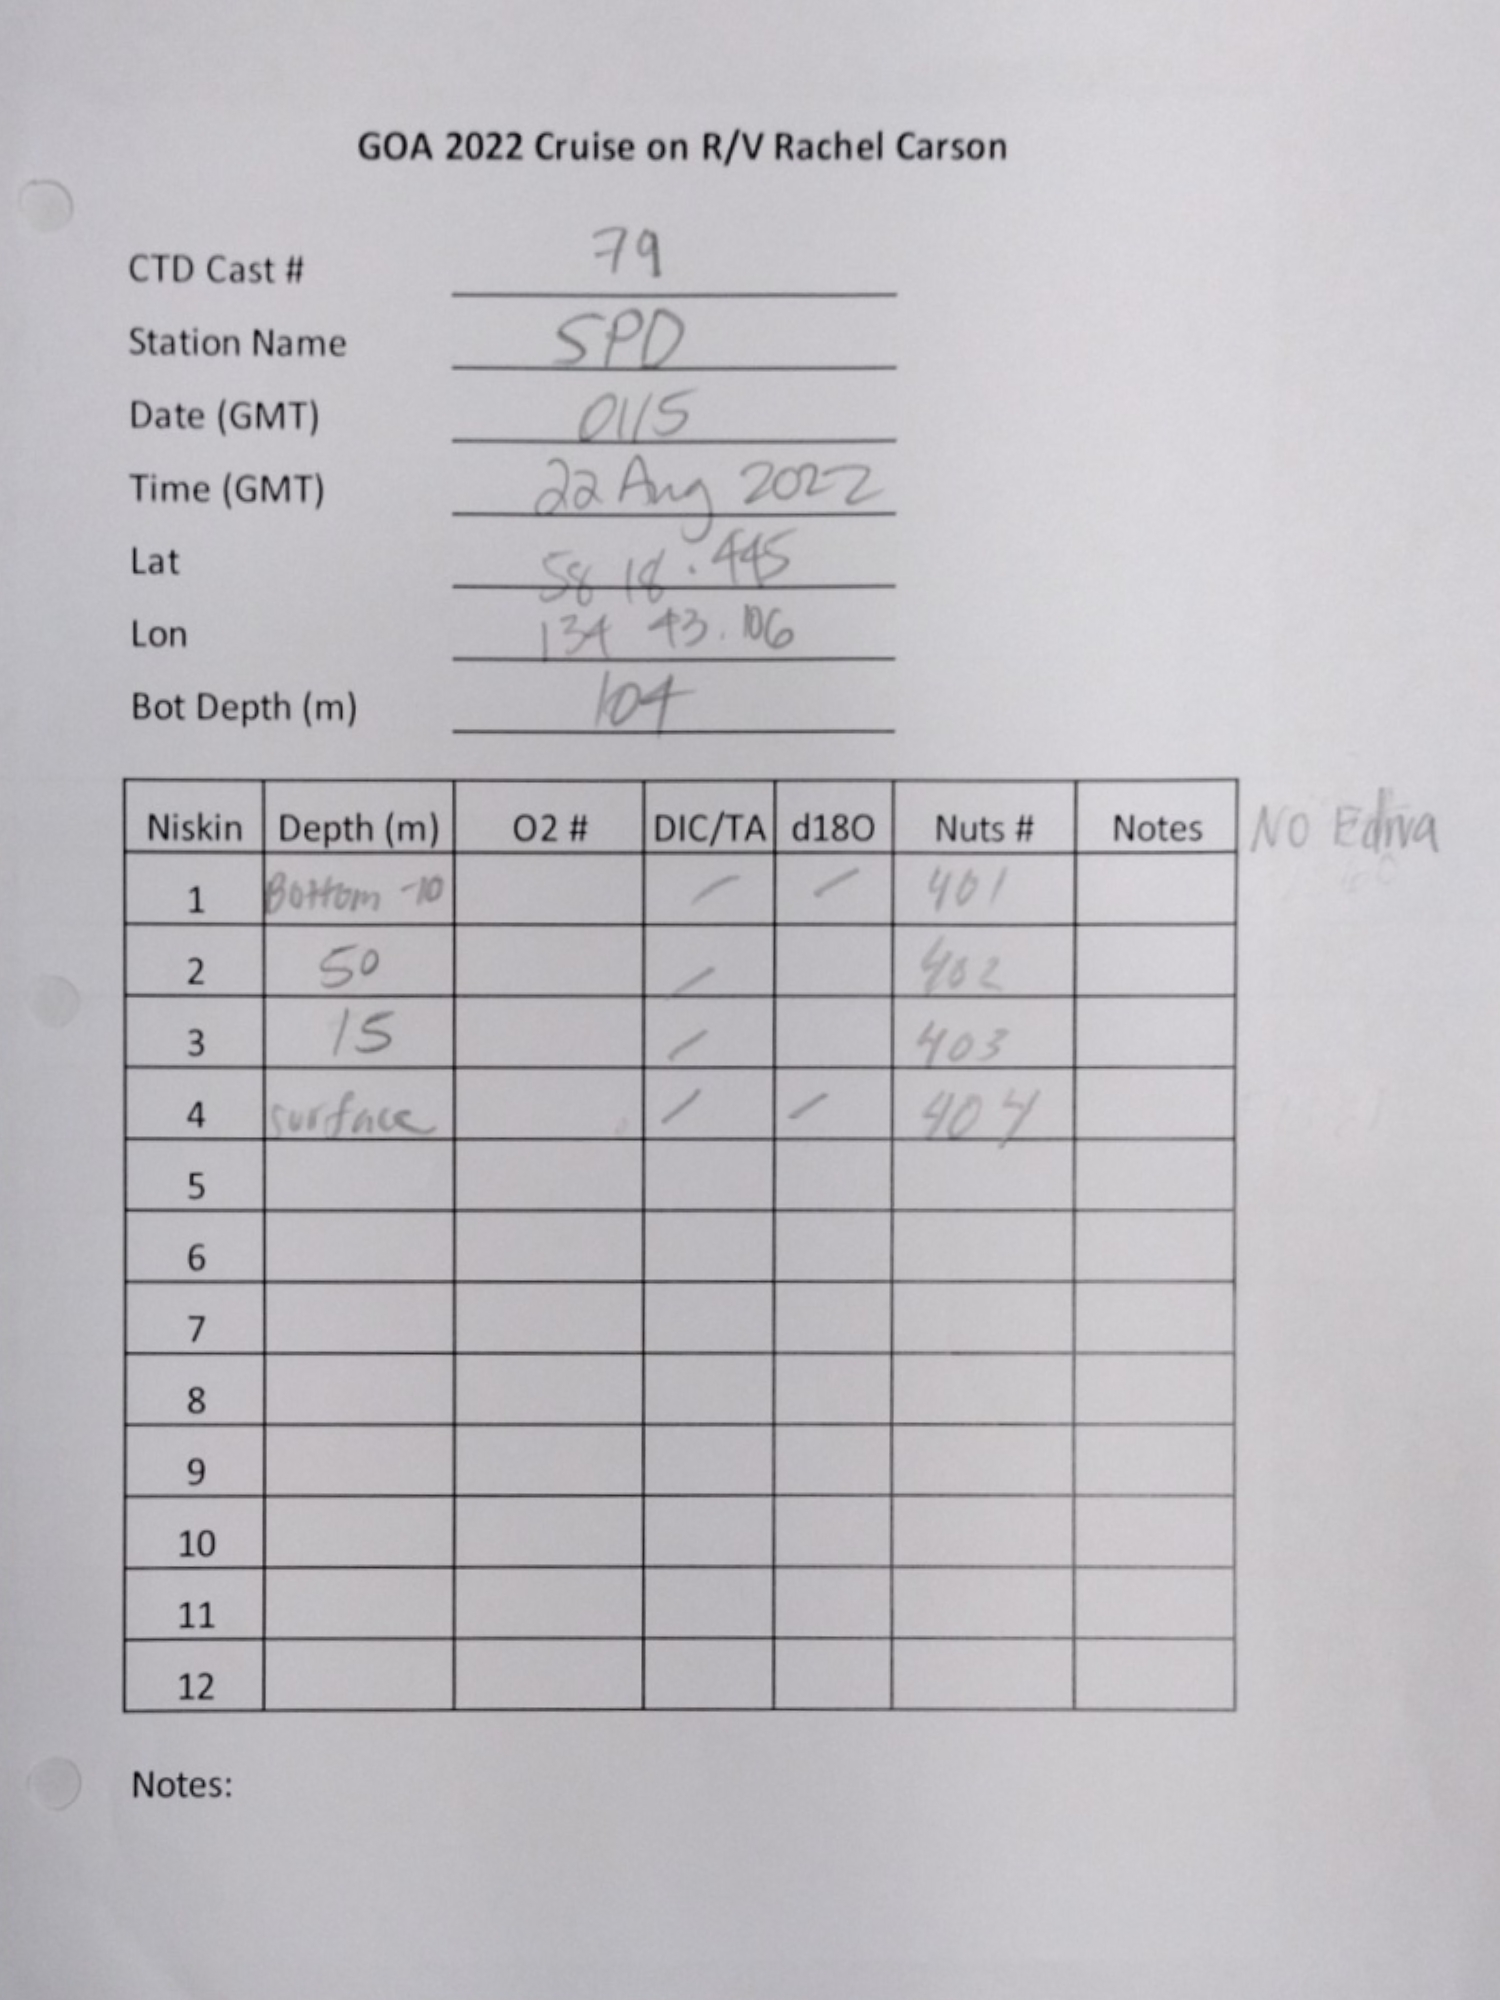 GOA 2022 Cruise on R/V Rachel Carson
CTD Cast # 79
Station Name SPD
Date (GMT) 0115
Time (GMT) 22 Aug 2022
Lat 58 18.445
Lon 134 43.106
Bot Depth (m) 104
Niskin Depth (m) O2 # DIC/TA d18O Nuts # Notes NO
1 Bottom -10 / / 401
2 50 / 402
3 15 / 403
4 surface / / 404
5
6
7
8
9
10
11
12
Notes: